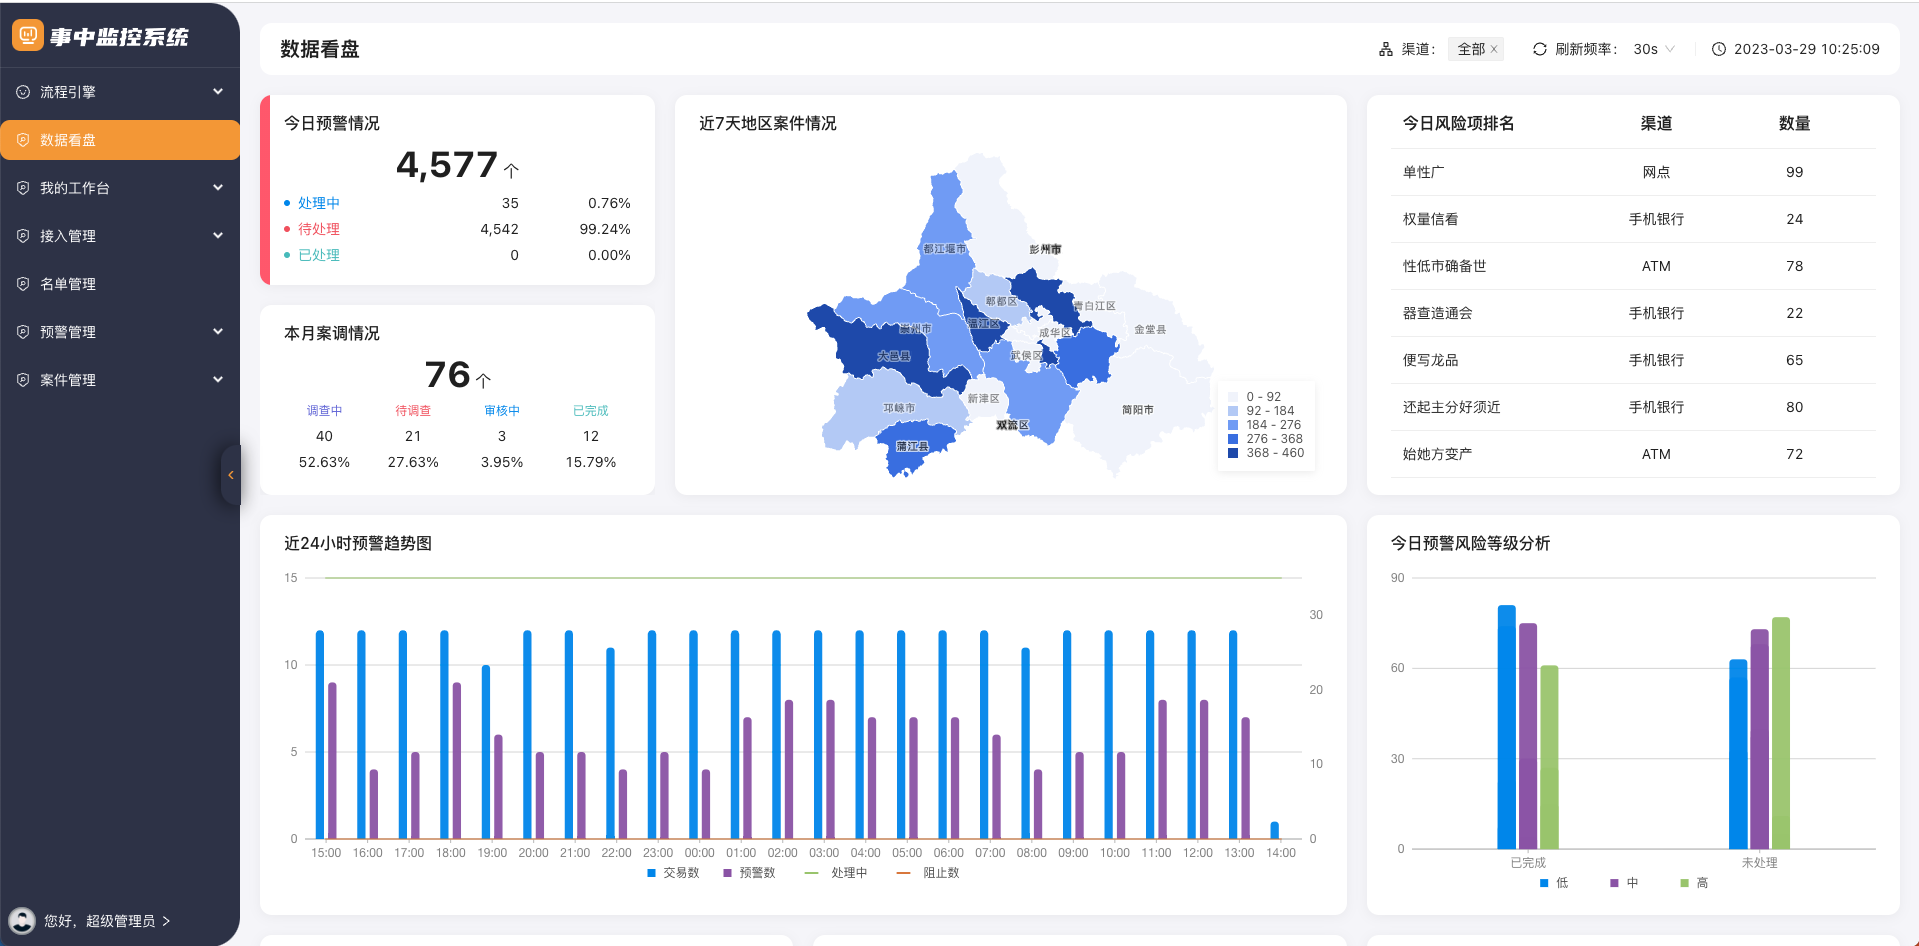 事中监控系统
流程引擎
数据看盘
我的工作台
接入管理
名单管理
预警管理
案件管理
您好，超级管理员 >
数据看盘
渠道： 全部 × 刷新频率： 30s 2023-03-29 10:25:09
今日预警情况
4,577 个
处理中 35 0.76%
待处理 4,542 99.24%
已处理 0 0.00%
本月案调情况
76 个
调查中 待调查 审核中 已完成
40 21 3 12
52.63% 27.63% 3.95% 15.79%
近7天地区案件情况
都江堰市
彭州市
郫都区
青白江区
崇州市
温江区
成华区
金堂县
大邑县
武侯区
新津区
邛崃市
简阳市
双流区
蒲江县
0 - 92
92 - 184
184 - 276
276 - 368
368 - 460
今日风险项排名 渠道 数量
单性广 网点 99
权量信看 手机银行 24
性低市确备世 ATM 78
器查造通会 手机银行 22
便写龙品 手机银行 65
还起主分好须近 手机银行 80
始她方变产 ATM 72
近24小时预警趋势图
15
10
5
0
30
20
10
0
15:00 16:00 17:00 18:00 19:00 20:00 21:00 22:00 23:00 00:00 01:00 02:00 03:00 04:00 05:00 06:00 07:00 08:00 09:00 10:00 11:00 12:00 13:00 14:00
交易数 预警数 处理中 阻止数
今日预警风险等级分析
90
60
30
0
已完成 未处理
低 中 高